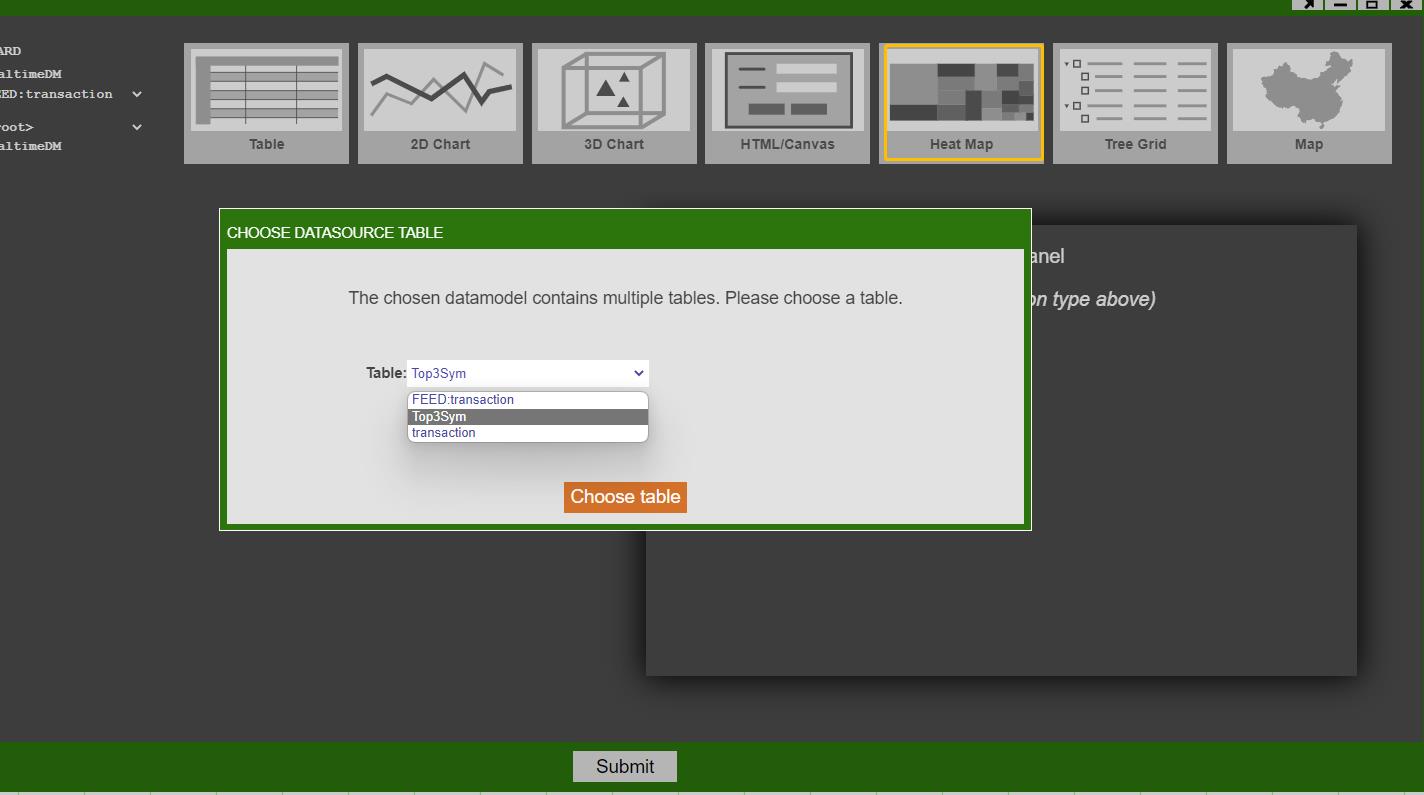 ARD
altimeDM
EED:transaction
root>
altimeDM
Table
2D Chart
3D Chart
HTML/Canvas
Heat Map
Tree Grid
Map
CHOOSE DATASOURCE TABLE
anel
The chosen datamodel contains multiple tables. Please choose a table.
on type above)
Table: Top3Sym
FEED:transaction
Top3Sym
transaction
Choose table
Submit